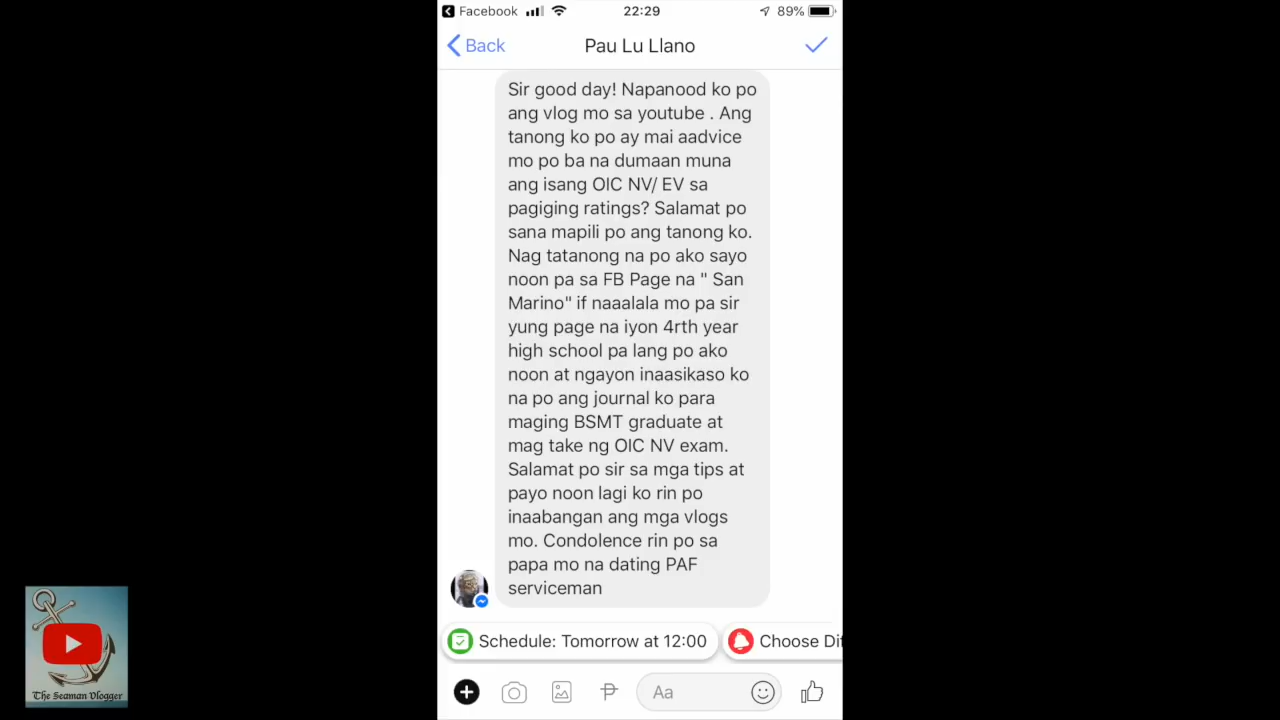 Facebook 22:29 89%
Back Pau Lu Llano
Sir good day! Napanood ko po
ang vlog mo sa youtube . Ang
tanong ko po ay mai aadvice
mo po ba na dumaan muna
ang isang OIC NV/ EV sa
pagiging ratings? Salamat po
sana mapili po ang tanong ko.
Nag tatanong na po ako sayo
noon pa sa FB Page na " San
Marino" if naaalala mo pa sir
yung page na iyon 4rth year
high school pa lang po ako
noon at ngayon inaasikaso ko
na po ang journal ko para
maging BSMT graduate at
mag take ng OIC NV exam.
Salamat po sir sa mga tips at
payo noon lagi ko rin po
inaabangan ang mga vlogs
mo. Condolence rin po sa
papa mo na dating PAF
serviceman
Schedule: Tomorrow at 12:00 Choose Dif
Aa
The Seaman Vlogger